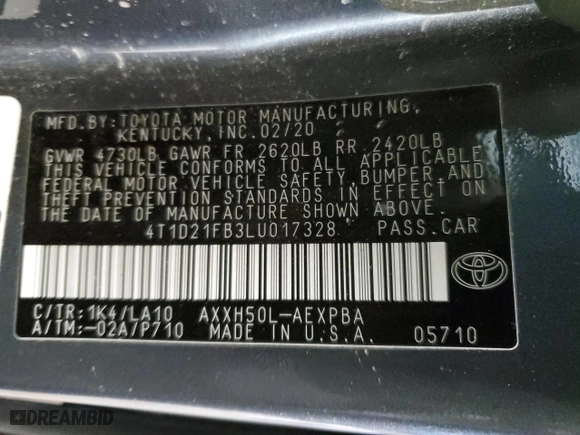 MFD.BY:TOYOTA MOTOR MANUFACTURING,
KENTUCKY, INC.02/20
GVWR 4730LB GAWR FR 2620LB RR 2420LB
THIS VEHICLE CONFORMS TO ALL APPLICABLE
FEDERAL MOTOR VEHICLE SAFETY, BUMPER AND
THEFT PREVENTION STANDARDS IN EFFECT ON
THE DATE OF MANUFACTURE SHOWN ABOVE.
4T1D21FB3LU017328 PASS.CAR
C/TR:1K4/LA10 AXXH50L-AEXPBA
A/TM:-02A/P710 MADE IN U.S.A. 05710
TOYOTA
DREAMBID